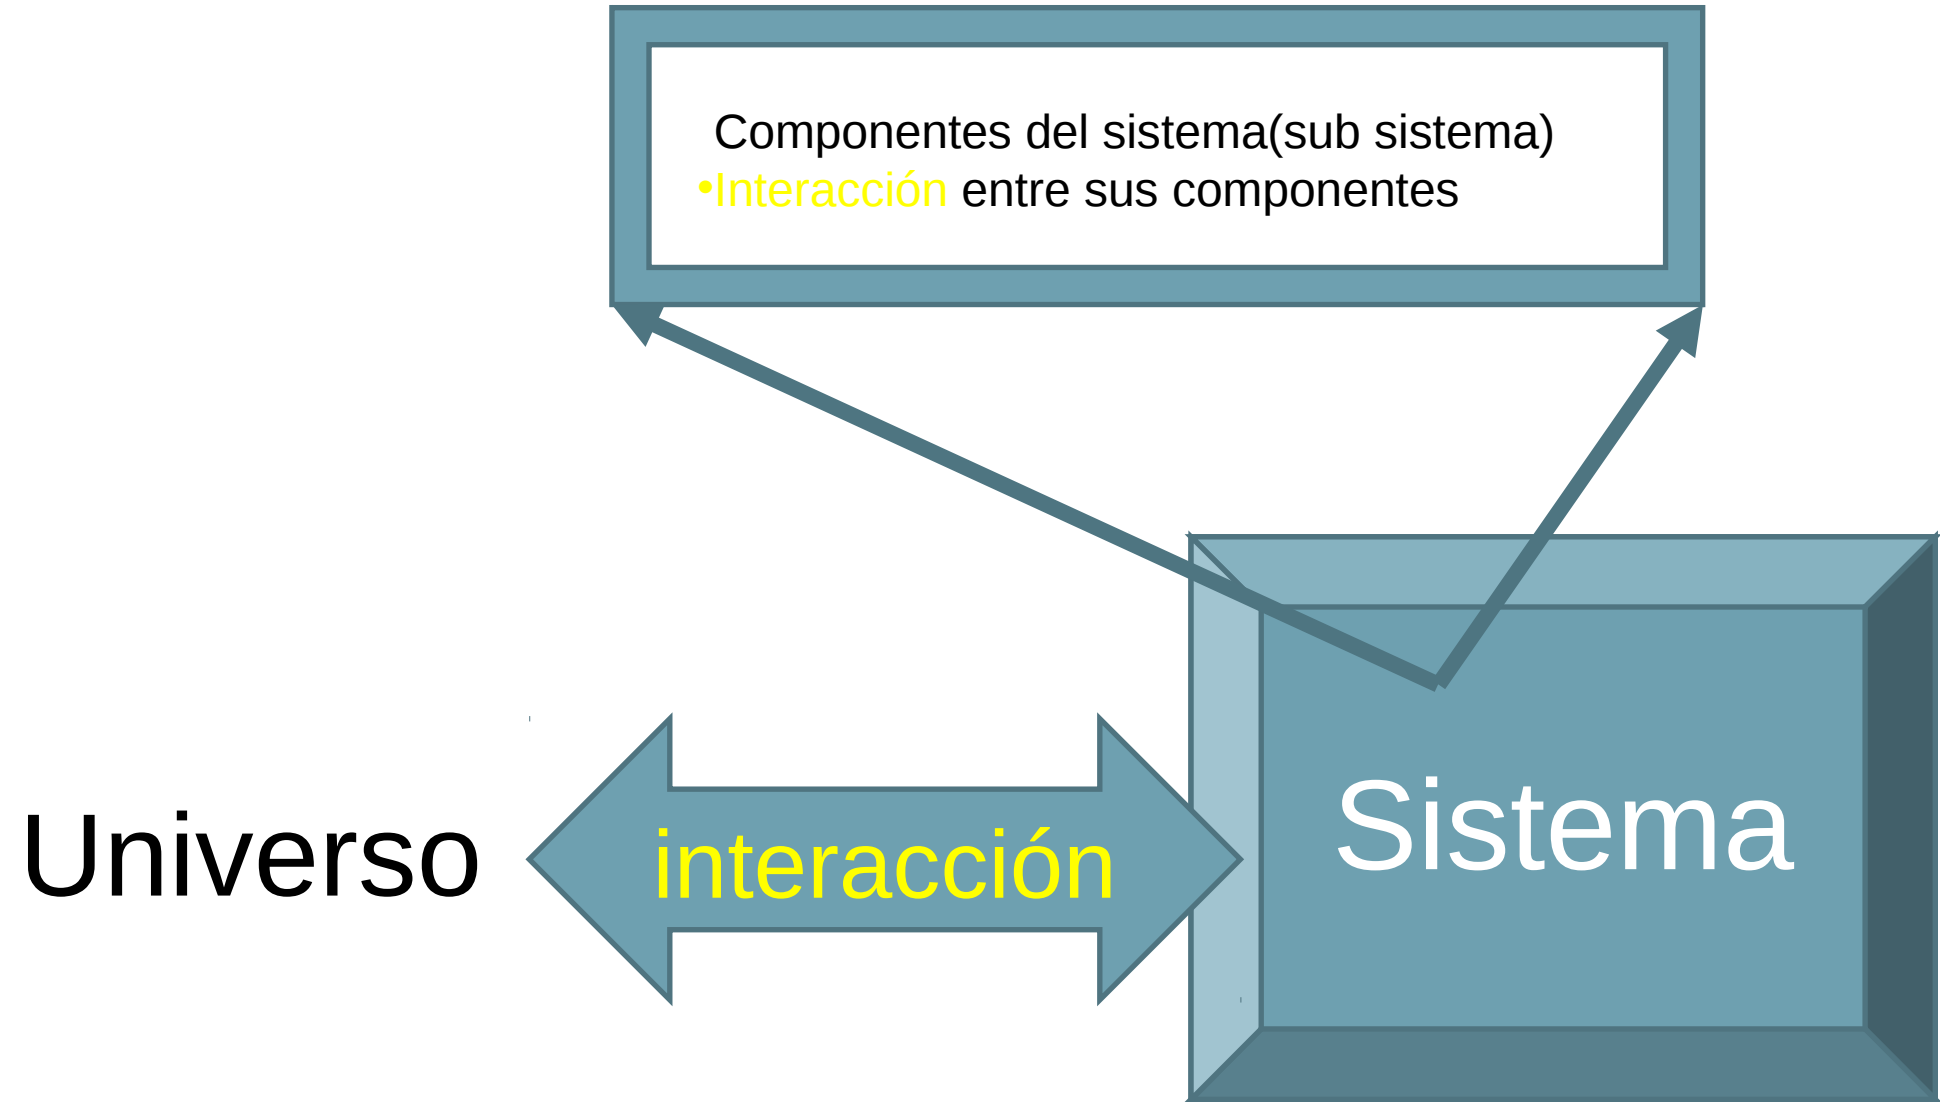 Componentes del sistema(sub sistema)
•Interacción entre sus componentes
Sistema
Universo
interacción